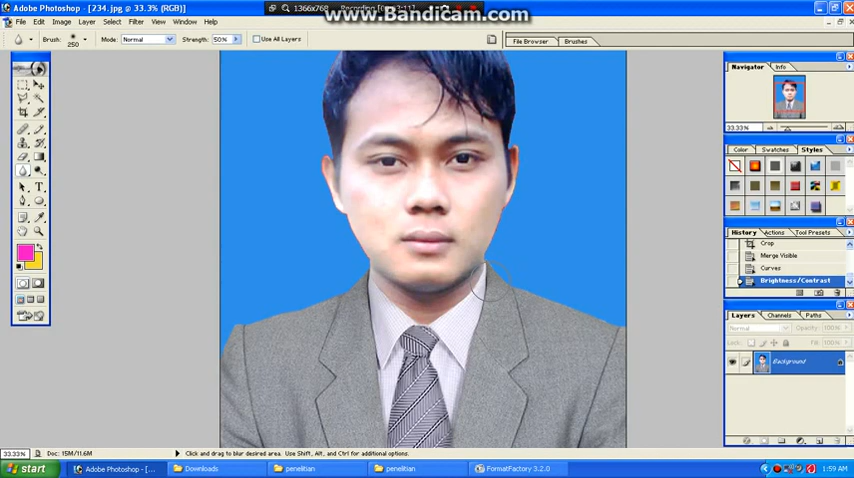 Adobe Photoshop - [234.jpg @ 33.3% (RGB)]
1366x768
www.Bandicam.com
File Edit Image Layer Select Filter View Window Help
Brush: 250 Mode: Normal Strength: 50% Use All Layers
File Browser Brushes
Navigator Info
33.33%
Color Swatches Styles
History Actions Tool Presets
Crop
Merge Visible
Curves
Brightness/Contrast
Layers Channels Paths
Normal Opacity: 100%
Lock: Fill: 100%
Background
33.33% Doc: 15M/11.6M Click and drag to blur desired area. Use Shift, Alt, and Ctrl for additional options.
start Adobe Photoshop - [... Downloads penelitian penelitian FormatFactory 3.2.0 1:59 AM